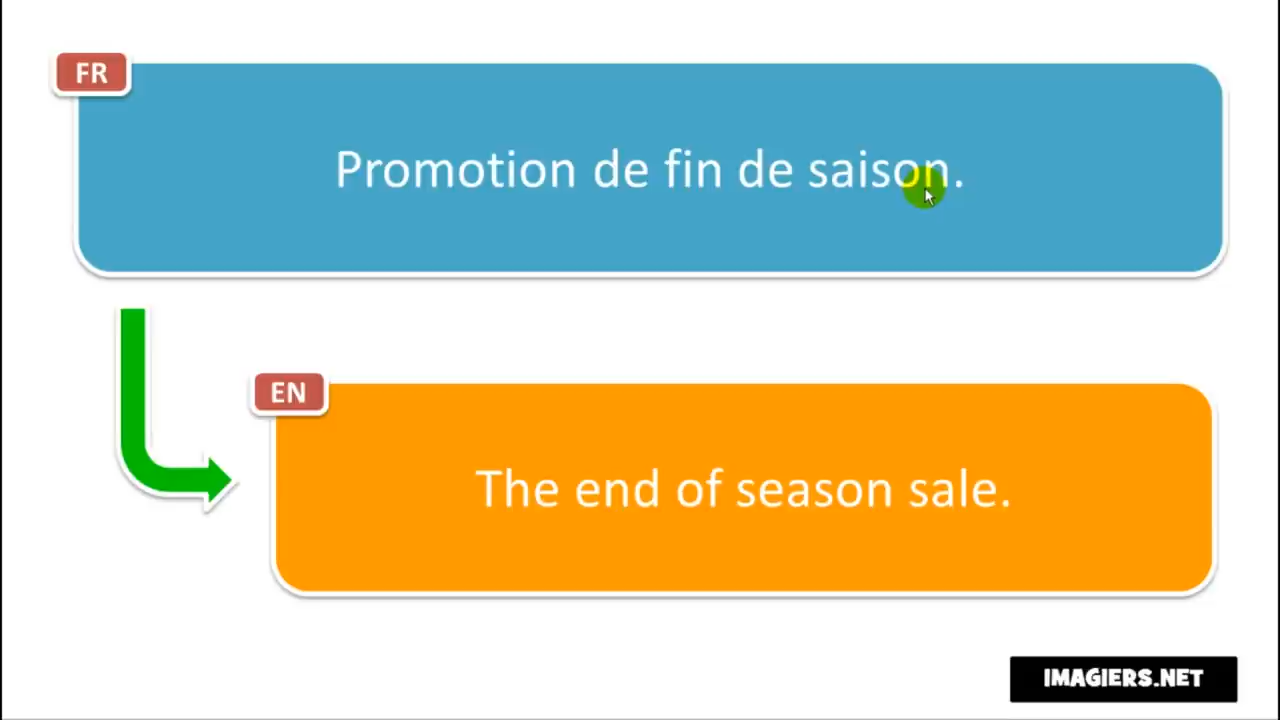 FR
Promotion de fin de saison.
EN
The end of season sale.
IMAGIERS.NET